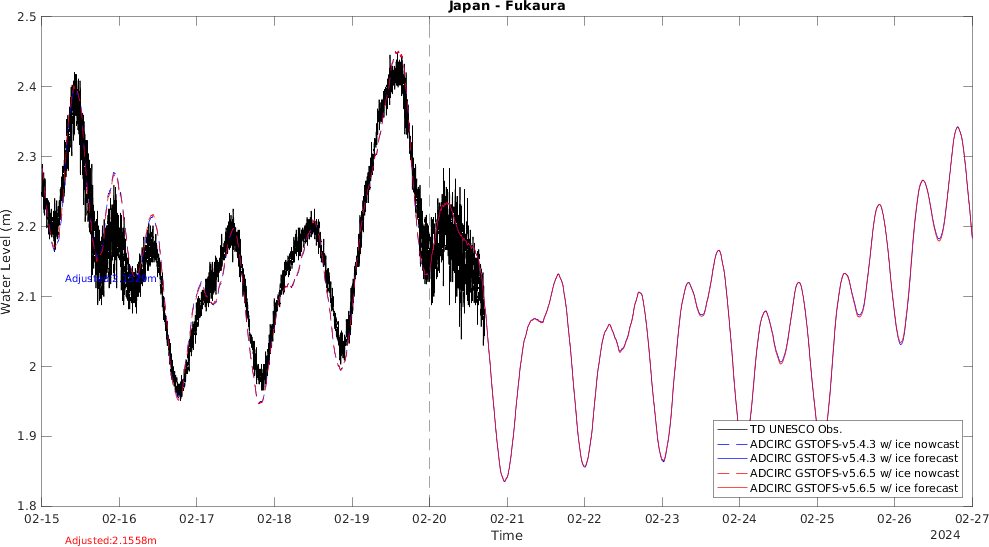 Japan - Fukaura
2.5
2.4
2.3
2.2
2.1
2
1.9
1.8
Water Level (m)
Adjusted:
TD UNESCO Obs.
ADCIRC GSTOFS-v5.4.3 w/ ice nowcast
ADCIRC GSTOFS-v5.4.3 w/ ice forecast
ADCIRC GSTOFS-v5.6.5 w/ ice nowcast
ADCIRC GSTOFS-v5.6.5 w/ ice forecast
02-15 02-16 02-17 02-18 02-19 02-20 02-21 02-22 02-23 02-24 02-25 02-26 02-27
Time
2024
Adjusted:2.1558m